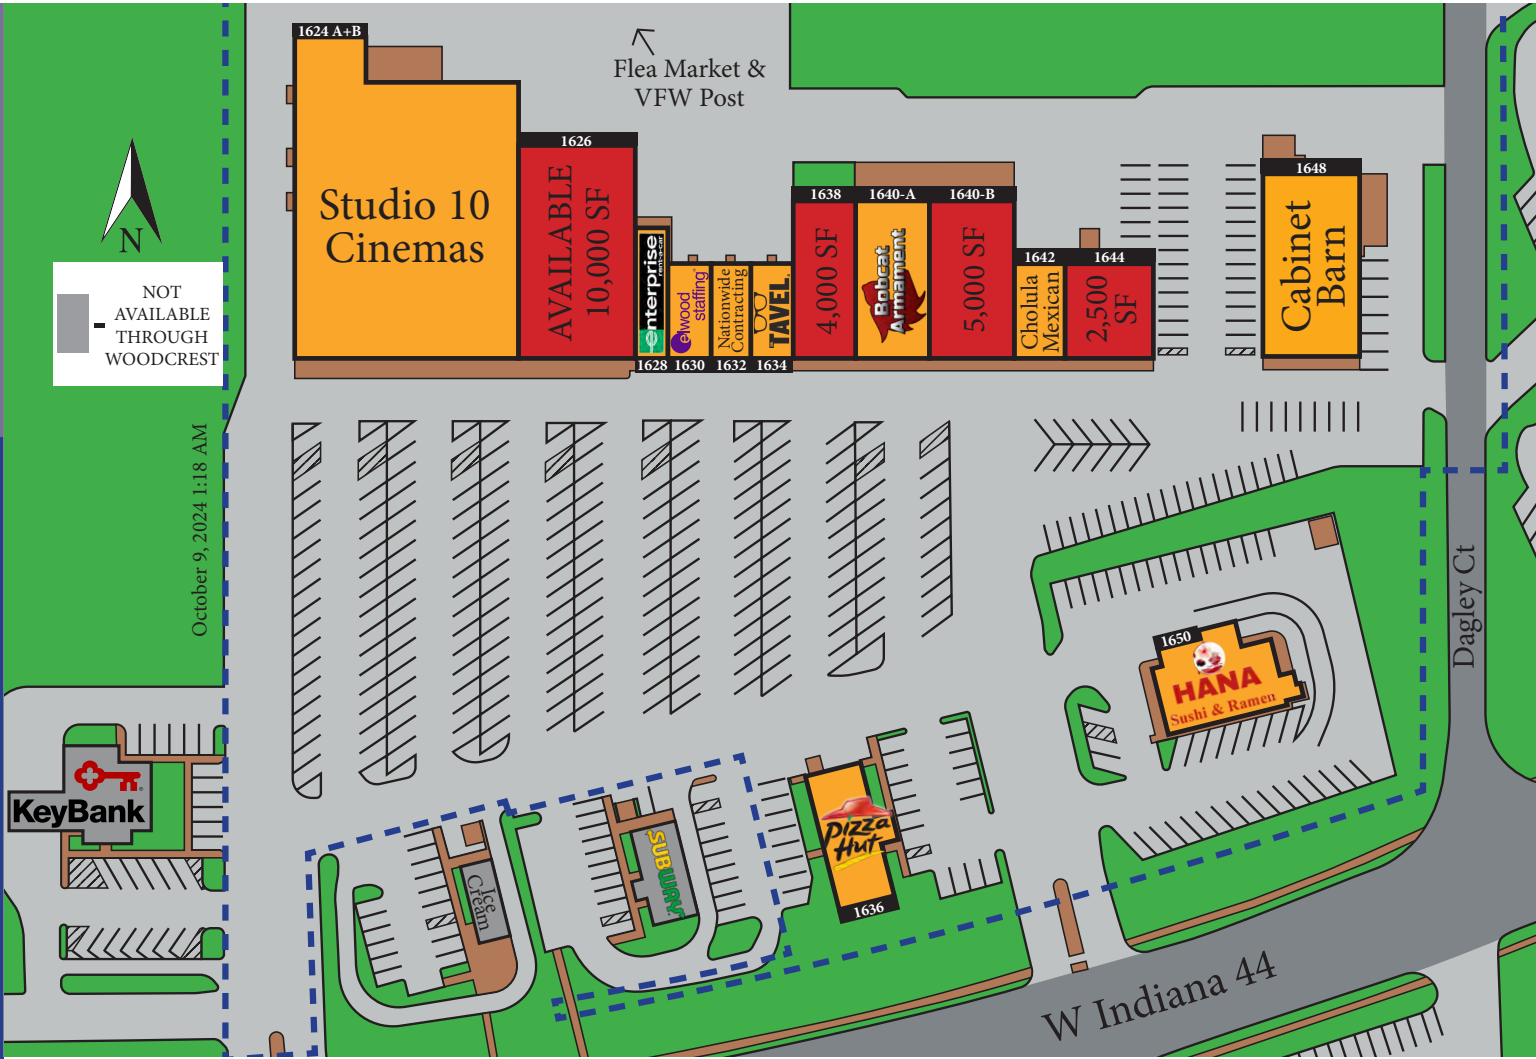 1624 A+B
Flea Market &
VFW Post
Studio 10
Cinemas
1626
AVAILABLE
10,000 SF
enterprise
rent-a-car
1628
elwood
staffing
1630
Nationwide
Contracting
1632
TAVEL.
1634
1638
4,000 SF
1640-A
Bobcat
Armament
1640-B
5,000 SF
1642
Cholula
Mexican
1644
2,500
SF
1648
Cabinet
Barn
N
NOT
AVAILABLE
THROUGH
WOODCREST
October 9, 2024 1:18 AM
Dagley Ct
1650
HANA
Sushi & Ramen
KeyBank
Ice
Cream
SUBWAY
Pizza
Hut
1636
W Indiana 44